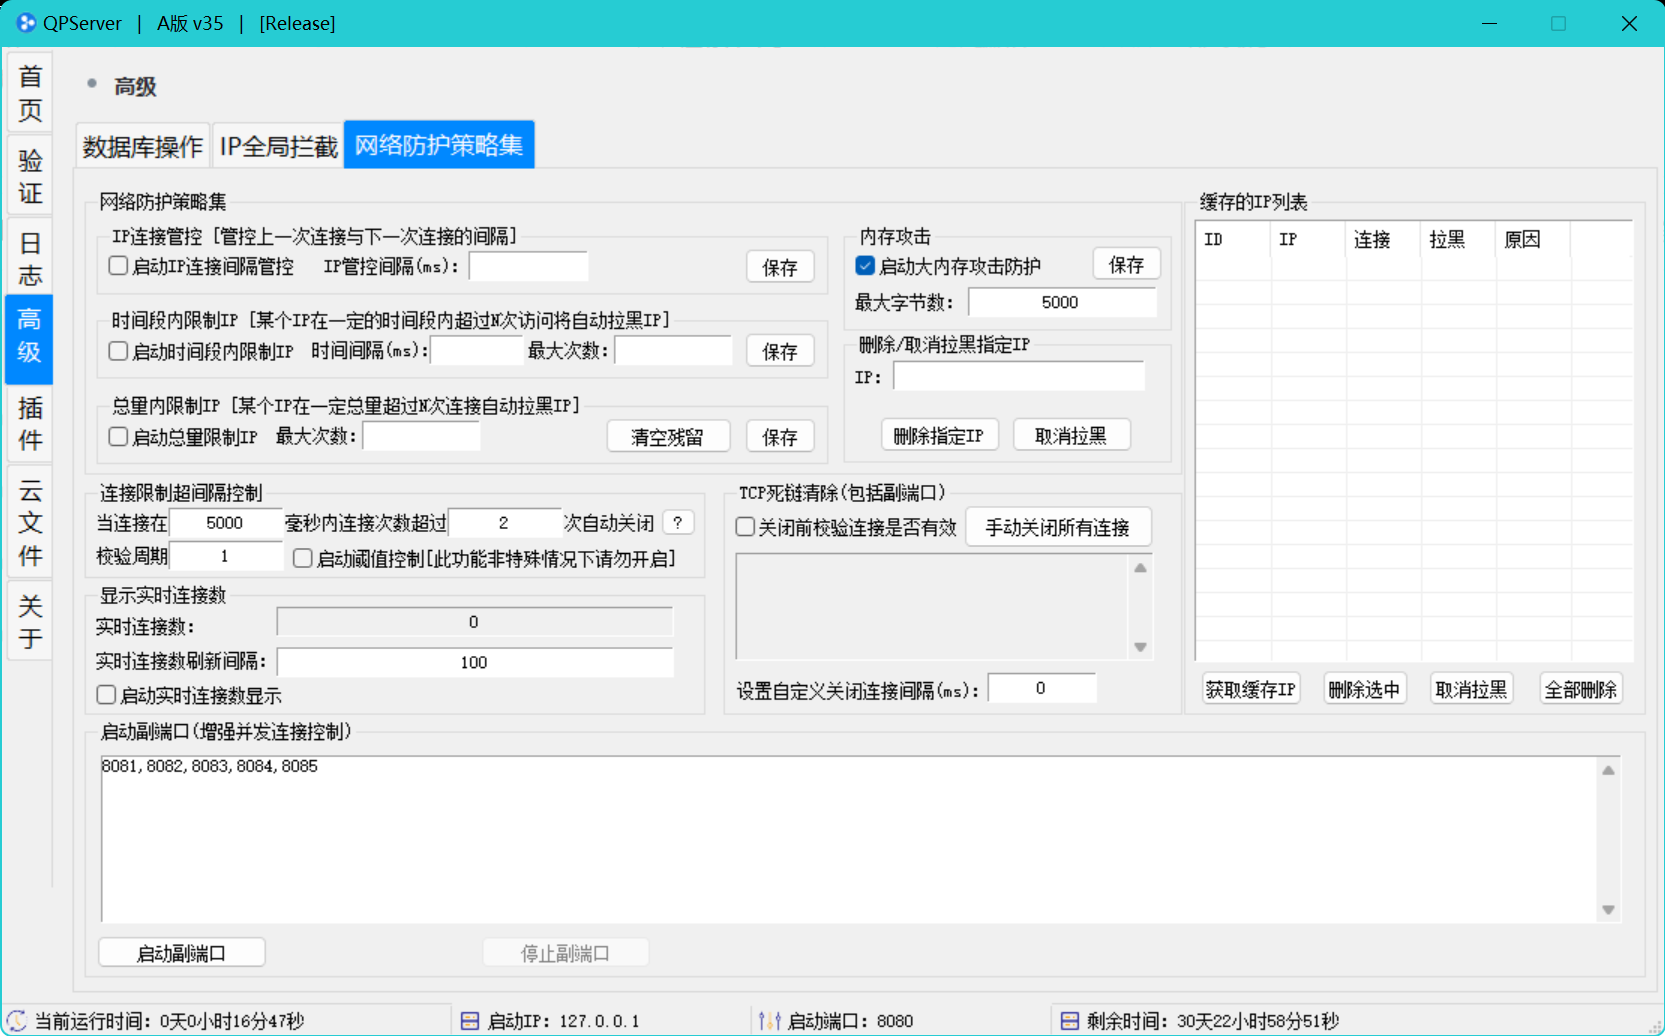 QPServer | A版 v35 | [Release]
首页
验证
日志
高级
插件
云文件
关于
高级
数据库操作 IP全局拦截 网络防护策略集
网络防护策略集
IP连接管控 [管控上一次连接与下一次连接的间隔]
启动IP连接间隔管控 IP管控间隔(ms): 保存
时间段内限制IP [某个IP在一定的时间段内超过N次访问将自动拉黑IP]
启动时间段内限制IP 时间间隔(ms): 最大次数: 保存
总量内限制IP [某个IP在一定总量超过N次连接自动拉黑IP]
启动总量限制IP 最大次数: 清空残留 保存
内存攻击
启动大内存攻击防护 保存
最大字节数: 5000
删除/取消拉黑指定IP
IP:
删除指定IP 取消拉黑
连接限制超间隔控制
当连接在 5000 毫秒内连接次数超过 2 次自动关闭 ?
校验周期 1 启动阈值控制[此功能非特殊情况下请勿开启]
显示实时连接数
实时连接数: 0
实时连接数刷新间隔: 100
启动实时连接数显示
TCP死链清除(包括副端口)
关闭前校验连接是否有效 手动关闭所有连接
设置自定义关闭连接间隔(ms): 0
缓存的IP列表
ID IP 连接 拉黑 原因
获取缓存IP 删除选中 取消拉黑 全部删除
启动副端口(增强并发连接控制)
8081,8082,8083,8084,8085
启动副端口 停止副端口
当前运行时间: 0天0小时16分47秒 启动IP: 127.0.0.1 启动端口: 8080 剩余时间: 30天22小时58分51秒